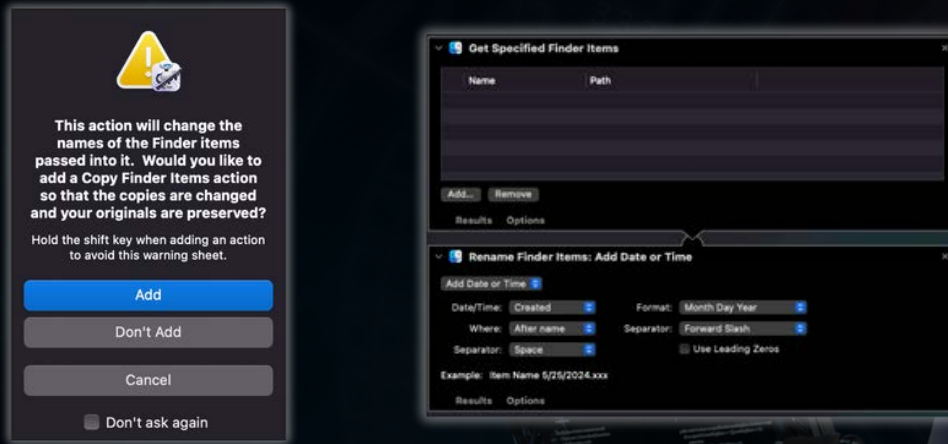 This action will change the
names of the Finder items
passed into it. Would you like to
add a Copy Finder Items action
so that the copies are changed
and your originals are preserved?
Hold the shift key when adding an action
to avoid this warning sheet.
Add
Don't Add
Cancel
Don't ask again
Get Specified Finder Items
Name Path
Add... Remove
Results Options
Rename Finder Items: Add Date or Time
Add Date or Time
Date/Time: Created Format: Month Day Year
Where: After name Separator: Forward Slash
Separator: Space Use Leading Zeros
Example: Item Name 5/25/2024.xxx
Results Options